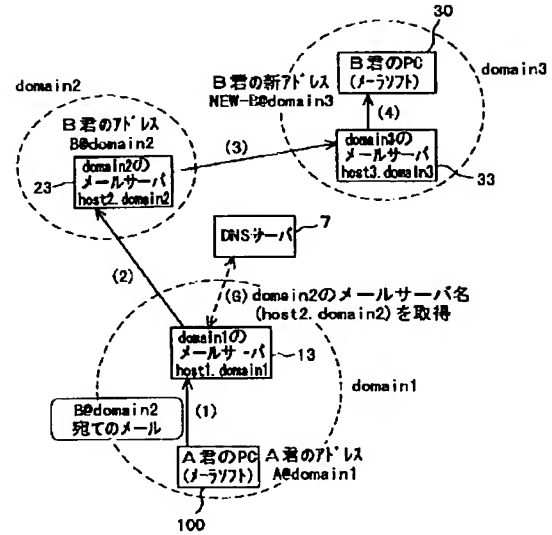 30
B君のPC
(メーラソフト)
domain3
B君の新アドレス
NEW-B@domain3
(4)
domain2
B君のアドレス
B@domain2
domain3の
メールサーバ
host3.domain3
(3)
33
23
domain2の
メールサーバ
host2.domain2
DNSサーバ
7
(2)
(G)
domain2のメールサーバ名
(host2.domain2)を取得
domain1の
メールサーバ
host1.domain1
13
domain1
B@domain2
宛てのメール
(1)
A君のPC
(メーラソフト)
A君のアドレス
A@domain1
100